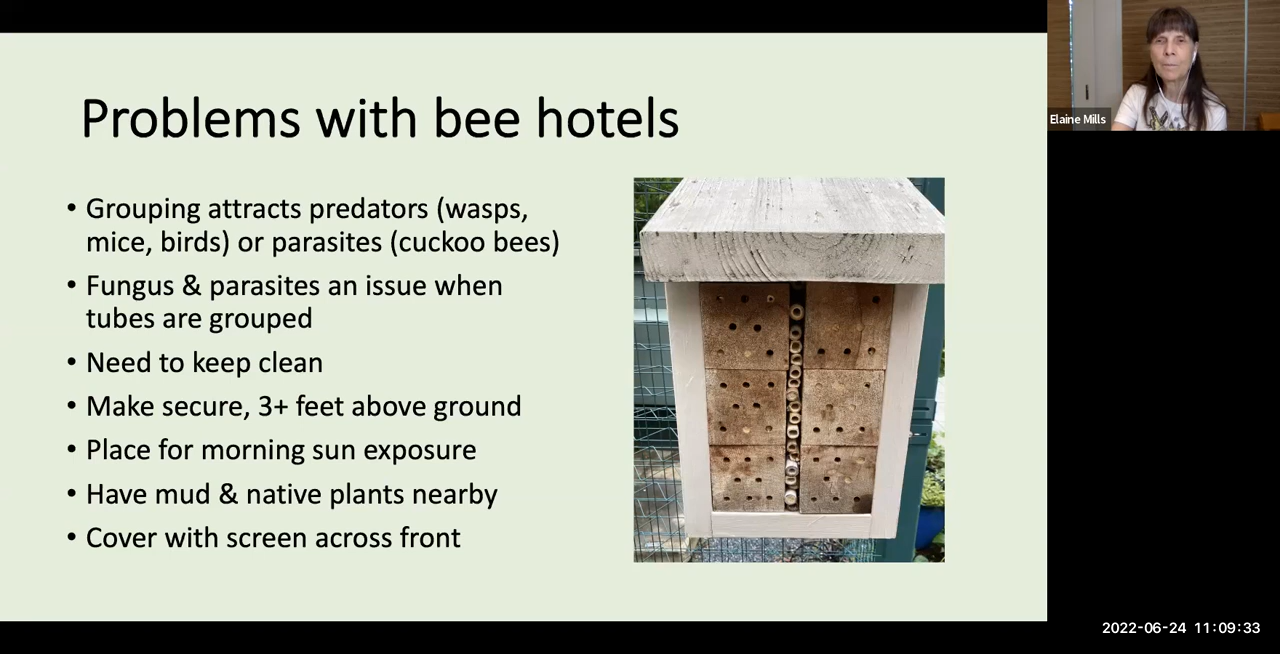 Problems with bee hotels
• Grouping attracts predators (wasps,
mice, birds) or parasites (cuckoo bees)
• Fungus & parasites an issue when
tubes are grouped
• Need to keep clean
• Make secure, 3+ feet above ground
• Place for morning sun exposure
• Have mud & native plants nearby
• Cover with screen across front
Elaine Mills
2022-06-24 11:09:33